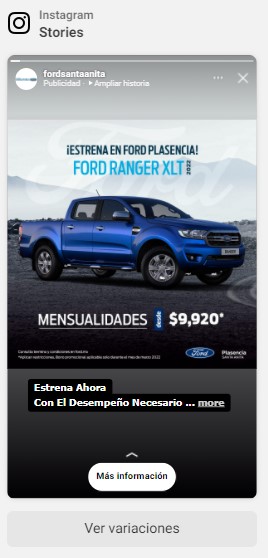 Instagram
Stories
fordsantaanita
Publicidad · ▶ Ampliar historia
¡ESTRENA EN FORD PLASENCIA!
FORD RANGER XLT 2022
MENSUALIDADES desde $9,920*
Ford
Plasencia
Estrena Ahora
Con El Desempeño Necesario ... more
Más información
Ver variaciones